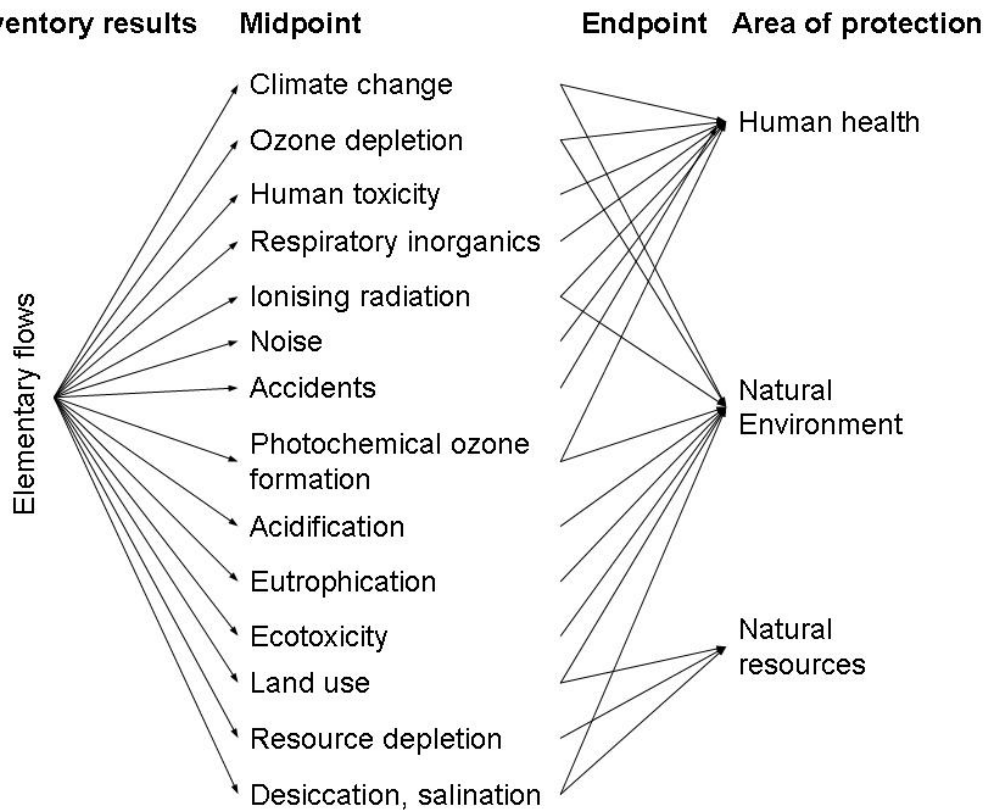 ventory results Midpoint Endpoint Area of protection
Climate change
Ozone depletion
Human toxicity
Respiratory inorganics
Ionising radiation
Noise
Accidents
Photochemical ozone
formation
Acidification
Eutrophication
Ecotoxicity
Land use
Resource depletion
Desiccation, salination
Elementary flows
Human health
Natural
Environment
Natural
resources